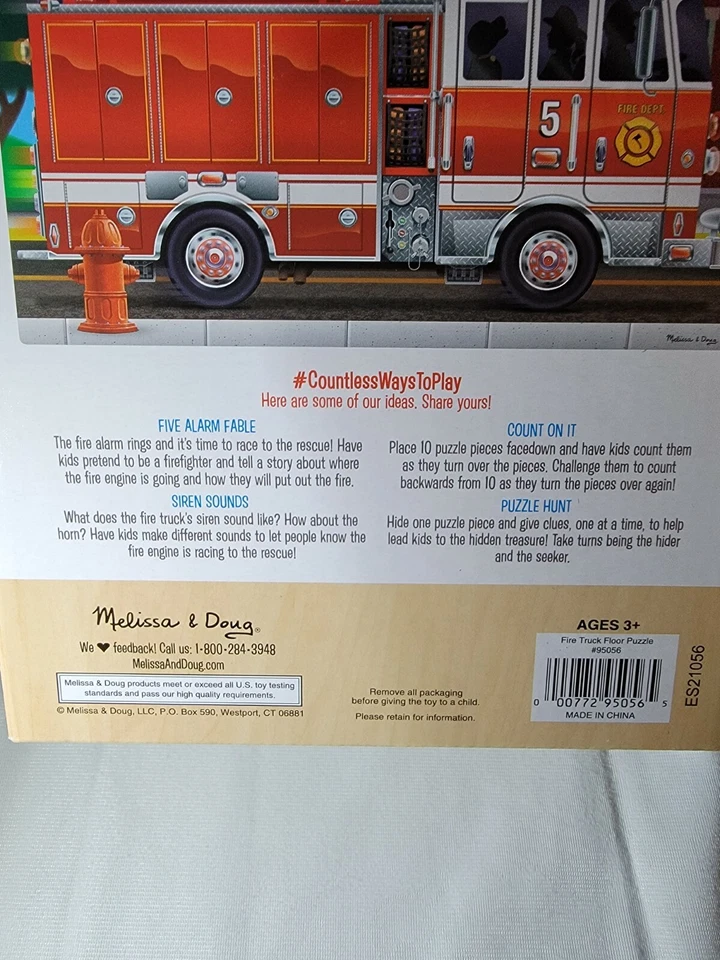 5
FIRE DEPT
Melissa & Doug
#CountlessWaysToPlay
Here are some of our ideas. Share yours!
FIVE ALARM FABLE
The fire alarm rings and it's time to race to the rescue! Have
kids pretend to be a firefighter and tell a story about where
the fire engine is going and how they will put out the fire.
SIREN SOUNDS
What does the fire truck's siren sound like? How about the
horn? Have kids make different sounds to let people know the
fire engine is racing to the rescue!
COUNT ON IT
Place 10 puzzle pieces facedown and have kids count them
as they turn over the pieces. Challenge them to count
backwards from 10 as they turn the pieces over again!
PUZZLE HUNT
Hide one puzzle piece and give clues, one at a time, to help
lead kids to the hidden treasure! Take turns being the hider
and the seeker.
Melissa & Doug®
We ♥ feedback! Call us: 1-800-284-3948
MelissaAndDoug.com
Melissa & Doug products meet or exceed all U.S. toy testing
standards and pass our high quality requirements.
© Melissa & Doug, LLC, P.O. Box 590, Westport, CT 06881
Remove all packaging
before giving the toy to a child.
Please retain for information.
AGES 3+
Fire Truck Floor Puzzle
#95056
0 00772 95056 5
MADE IN CHINA
ES21056